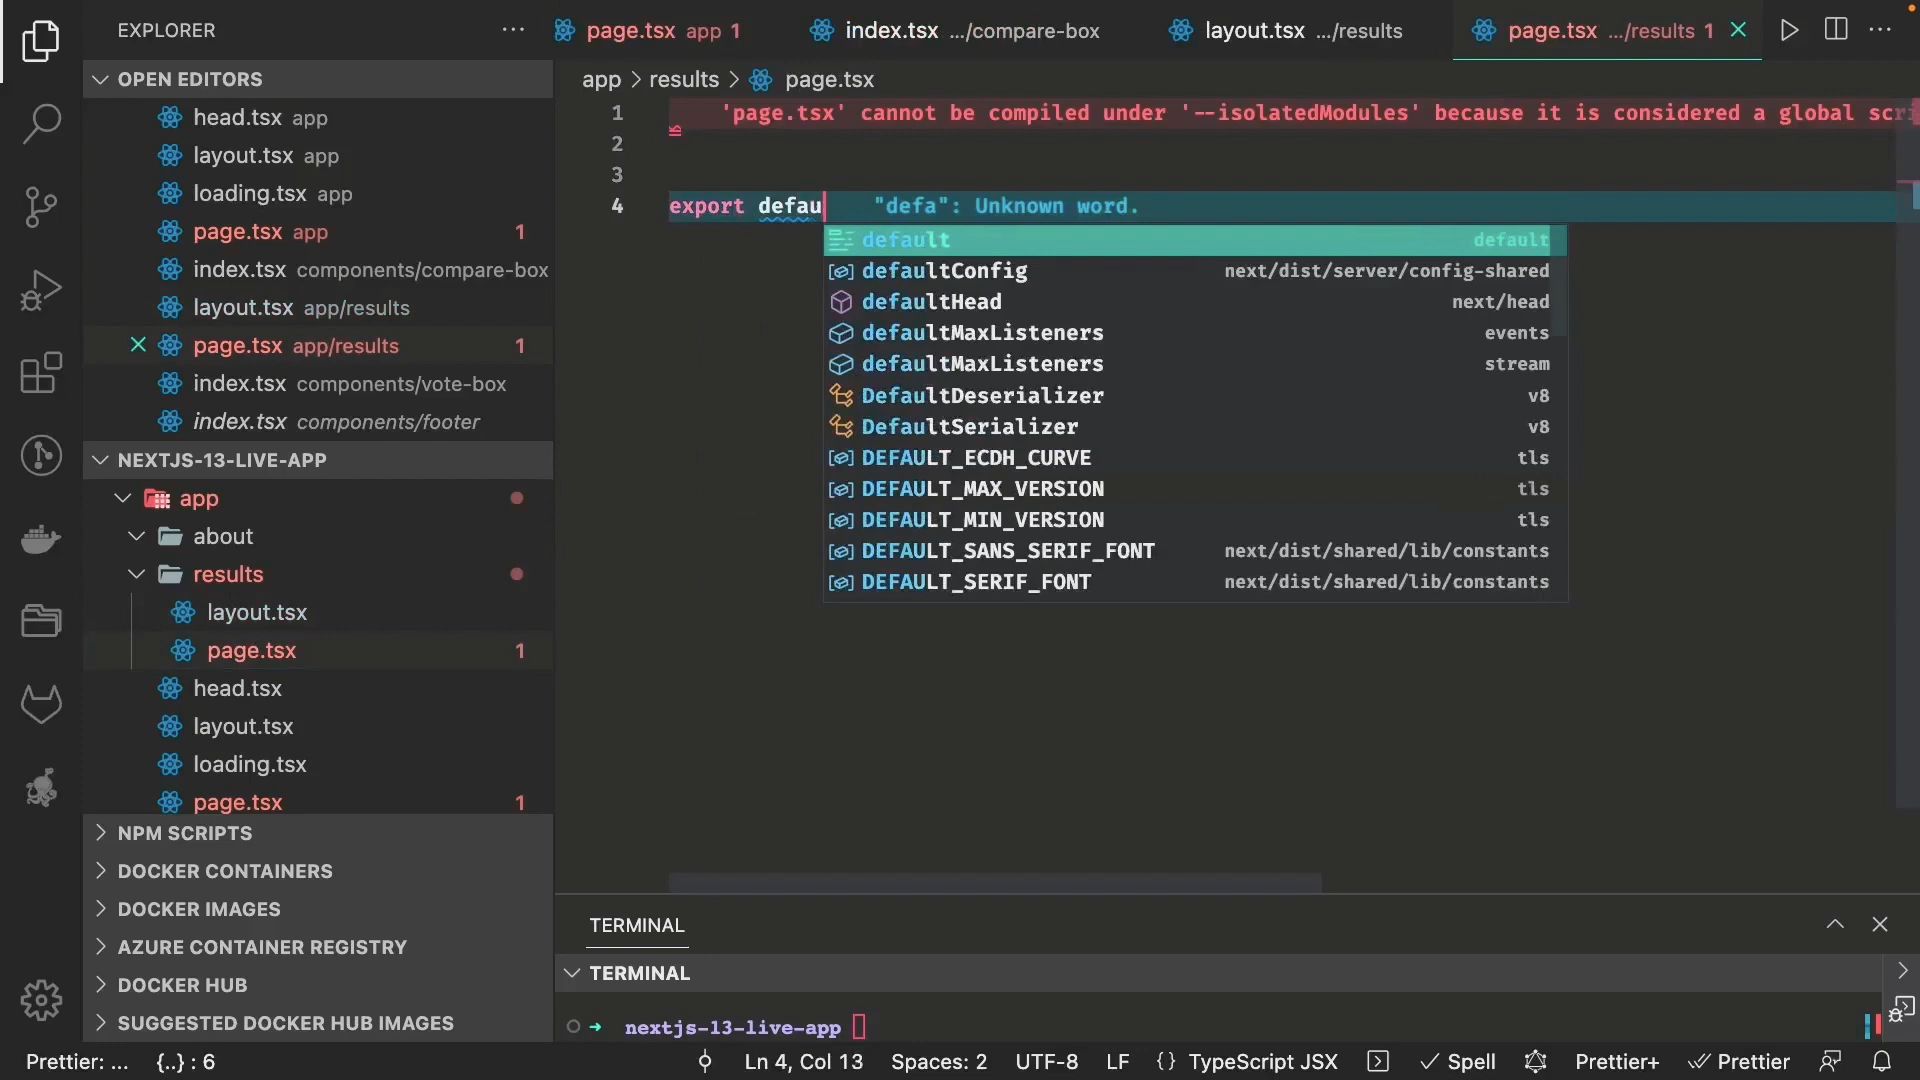 EXPLORER
page.tsx app 1
index.tsx .../compare-box
layout.tsx .../results
page.tsx .../results 1
OPEN EDITORS
head.tsx app
layout.tsx app
loading.tsx app
page.tsx app 1
index.tsx components/compare-box
layout.tsx app/results
page.tsx app/results 1
index.tsx components/vote-box
index.tsx components/footer
NEXTJS-13-LIVE-APP
app
about
results
layout.tsx
page.tsx 1
head.tsx
layout.tsx
loading.tsx
page.tsx 1
NPM SCRIPTS
DOCKER CONTAINERS
DOCKER IMAGES
AZURE CONTAINER REGISTRY
DOCKER HUB
SUGGESTED DOCKER HUB IMAGES
app > results > page.tsx
1 'page.tsx' cannot be compiled under '--isolatedModules' because it is considered a global scri
2
3
4 export defau "defa": Unknown word.
default default
defaultConfig next/dist/server/config-shared
defaultHead next/head
defaultMaxListeners events
defaultMaxListeners stream
DefaultDeserializer v8
DefaultSerializer v8
DEFAULT_ECDH_CURVE tls
DEFAULT_MAX_VERSION tls
DEFAULT_MIN_VERSION tls
DEFAULT_SANS_SERIF_FONT next/dist/shared/lib/constants
DEFAULT_SERIF_FONT next/dist/shared/lib/constants
TERMINAL
TERMINAL
nextjs-13-live-app
Prettier: ... {..} : 6 Ln 4, Col 13 Spaces: 2 UTF-8 LF {} TypeScript JSX Spell Prettier+ Prettier